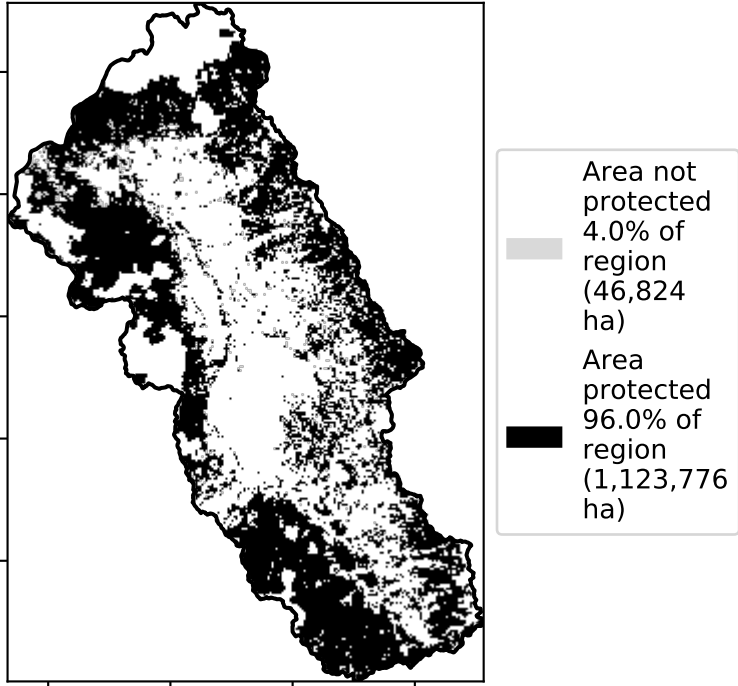 Area not
protected
4.0% of
region
(46,824
ha)
Area
protected
96.0% of
region
(1,123,776
ha)